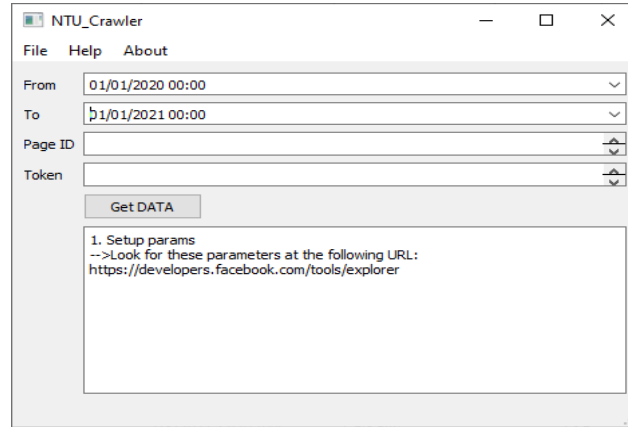 NTU_Crawler
File Help About
From 01/01/2020 00:00
To 01/01/2021 00:00
Page ID
Token
Get DATA
1. Setup params
-->Look for these parameters at the following URL:
https://developers.facebook.com/tools/explorer